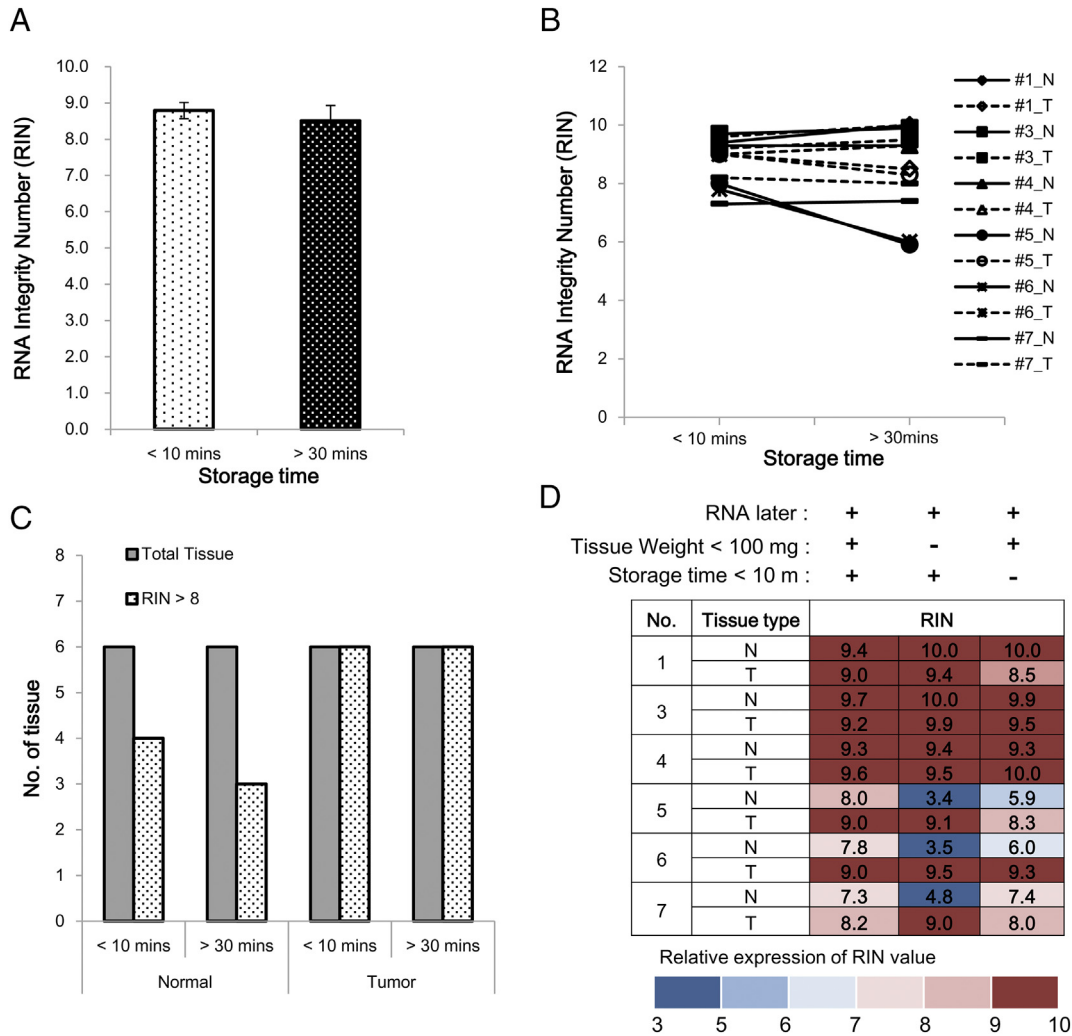 A
RNA Integrity Number (RIN)
10.0
9.0
8.0
7.0
6.0
5.0
4.0
3.0
2.0
1.0
0.0
< 10 mins
> 30 mins
Storage time
B
RNA Integrity Number (RIN)
12
10
8
6
4
2
0
< 10 mins
> 30mins
Storage time
#1_N
#1_T
#3_N
#3_T
#4_N
#4_T
#5_N
#5_T
#6_N
#6_T
#7_N
#7_T
C
No. of tissue
8
7
6
5
4
3
2
1
0
Total Tissue
RIN > 8
< 10 mins > 30 mins < 10 mins > 30 mins
Normal Tumor
D
RNA later : + + +
Tissue Weight < 100 mg : + - +
Storage time < 10 m : + + -
No. Tissue type RIN
1 N 9.4 10.0 10.0
T 9.0 9.4 8.5
3 N 9.7 10.0 9.9
T 9.2 9.9 9.5
4 N 9.3 9.4 9.3
T 9.6 9.5 10.0
5 N 8.0 3.4 5.9
T 9.0 9.1 8.3
6 N 7.8 3.5 6.0
T 9.0 9.5 9.3
7 N 7.3 4.8 7.4
T 8.2 9.0 8.0
Relative expression of RIN value
3 5 6 7 8 9 10